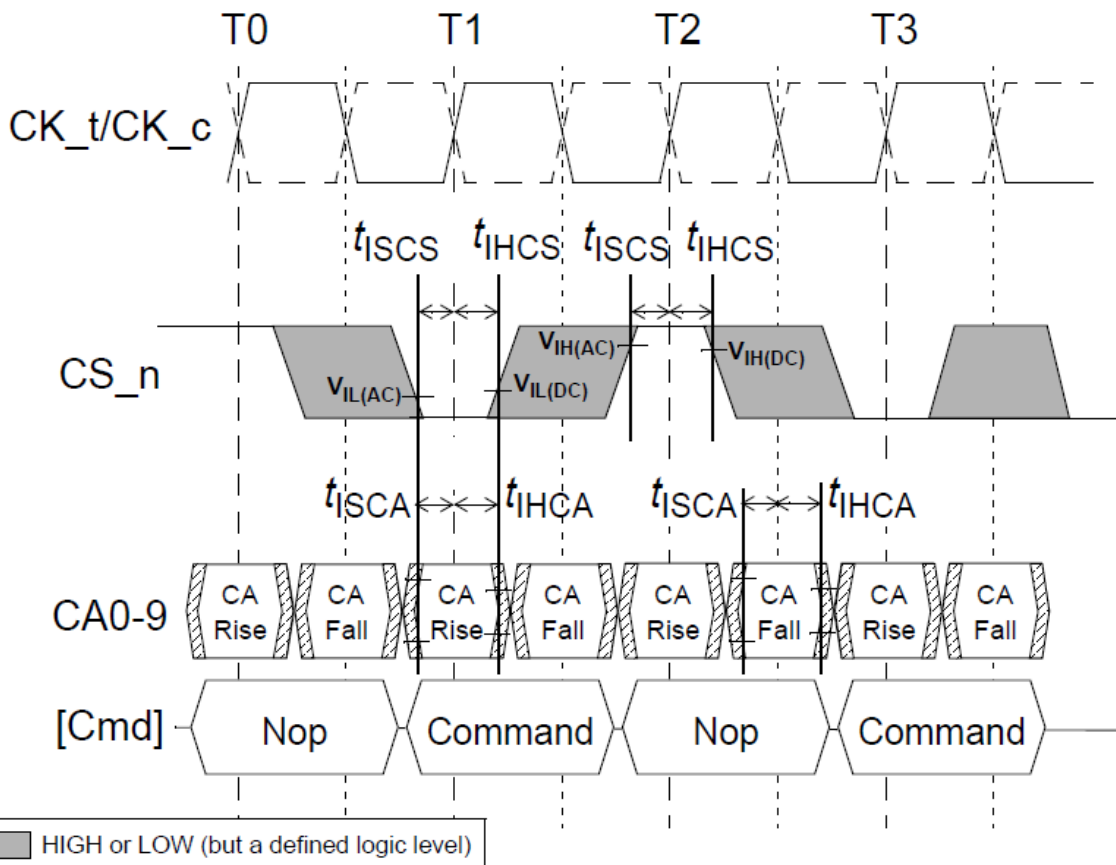 T0 T1 T2 T3
CK_t/CK_c
tISCS tIHCS tISCS tIHCS
CS_n
VIL(AC) VIL(DC) VIH(AC) VIH(DC)
tISCA tIHCA tISCA tIHCA
CA0-9
CA Rise CA Fall CA Rise CA Fall CA Rise CA Fall CA Rise CA Fall
[Cmd] Nop Command Nop Command
HIGH or LOW (but a defined logic level)